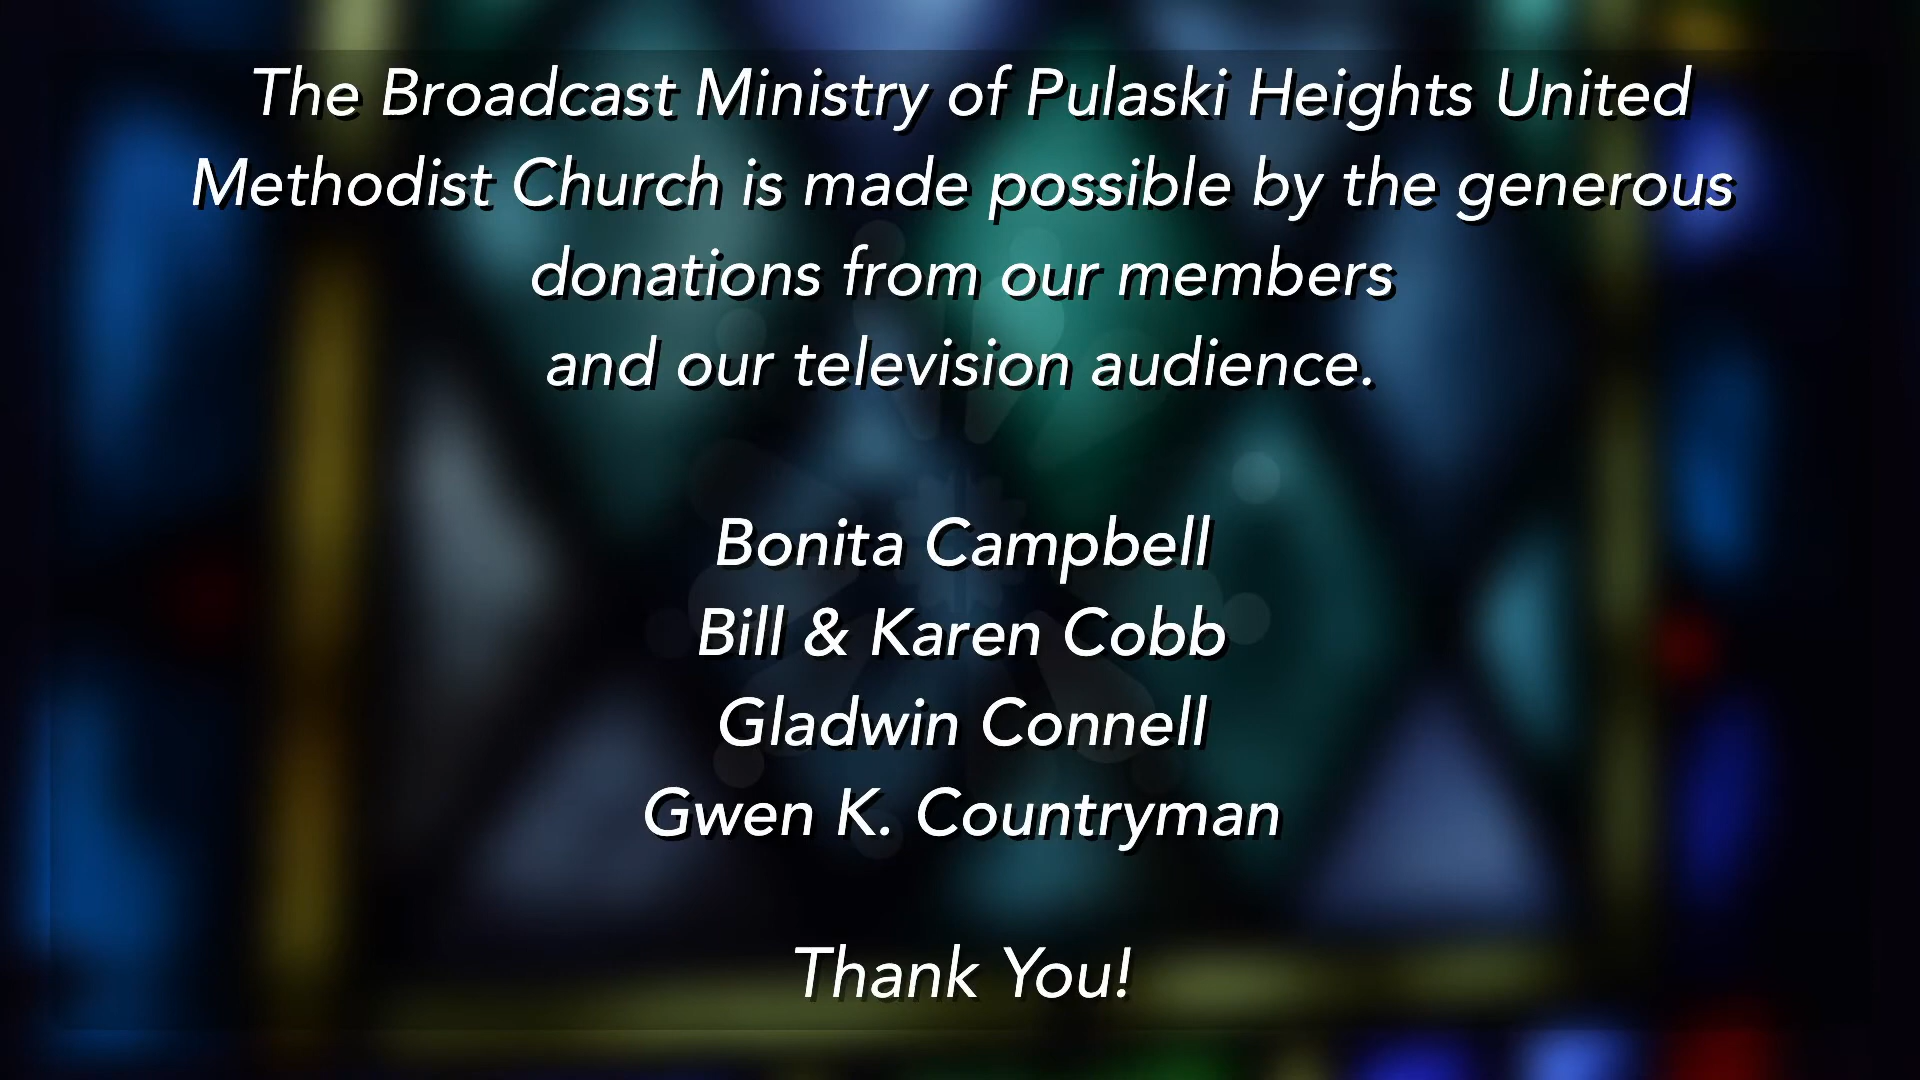 The Broadcast Ministry of Pulaski Heights United
Methodist Church is made possible by the generous
donations from our members
and our television audience.
Bonita Campbell
Bill & Karen Cobb
Gladwin Connell
Gwen K. Countryman
Thank You!